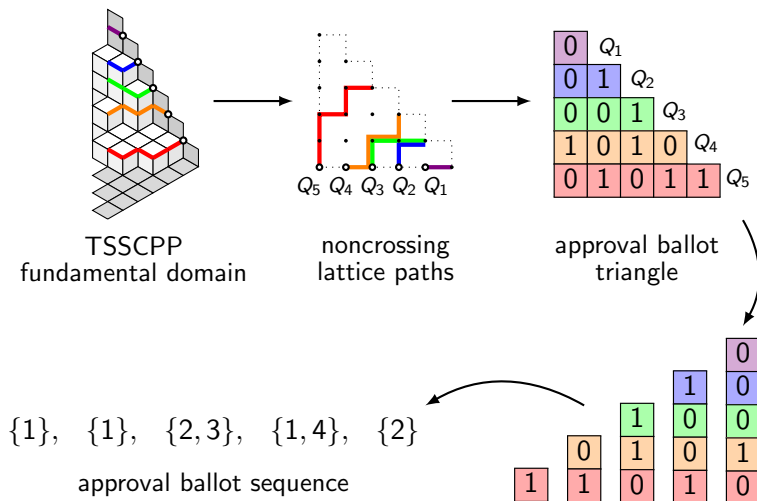 0 Q1
0 1 Q2
0 0 1 Q3
1 0 1 0 Q4
0 1 0 1 1 Q5
Q5 Q4 Q3 Q2 Q1
TSSCPP
fundamental domain
noncrossing
lattice paths
approval ballot
triangle
0
1 0
1 0 0
0 1 0 1
1 1 0 1 0
{1}, {1}, {2,3}, {1,4}, {2}
approval ballot sequence